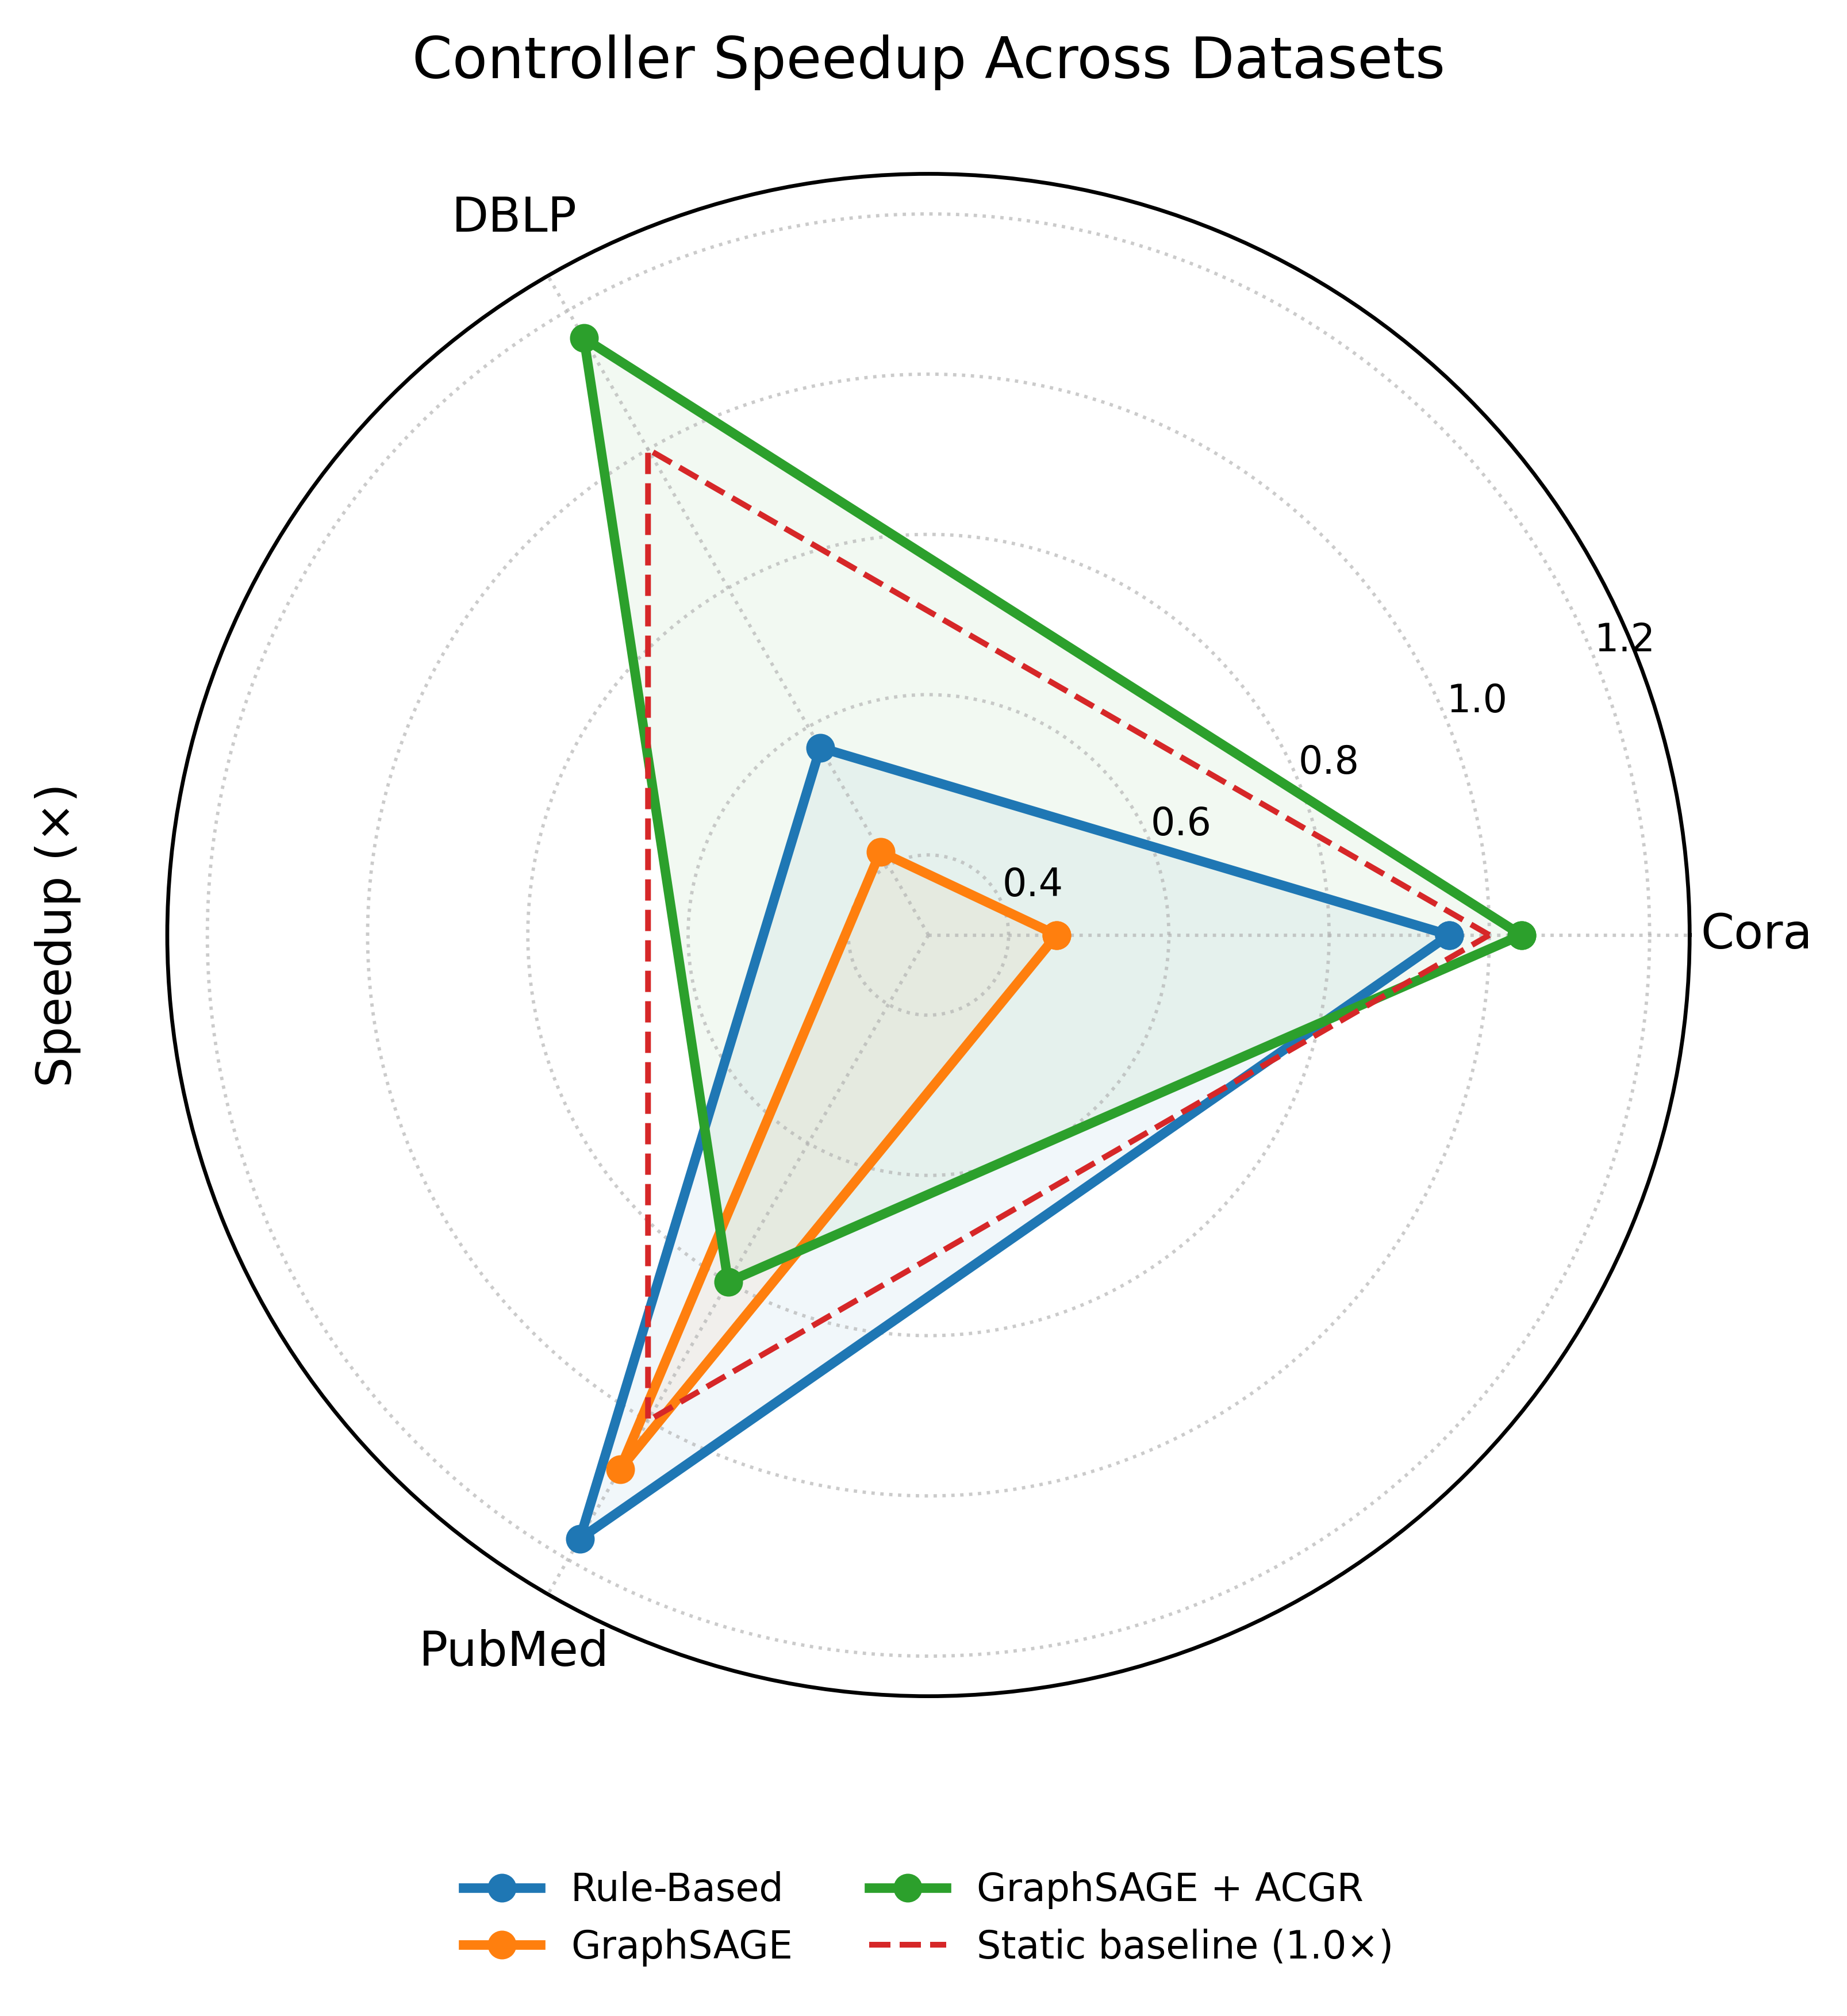 Controller Speedup Across Datasets
DBLP
1.2
1.0
0.8
0.6
0.4
Cora
Speedup (×)
PubMed
Rule-Based
GraphSAGE
GraphSAGE + ACGR
Static baseline (1.0×)